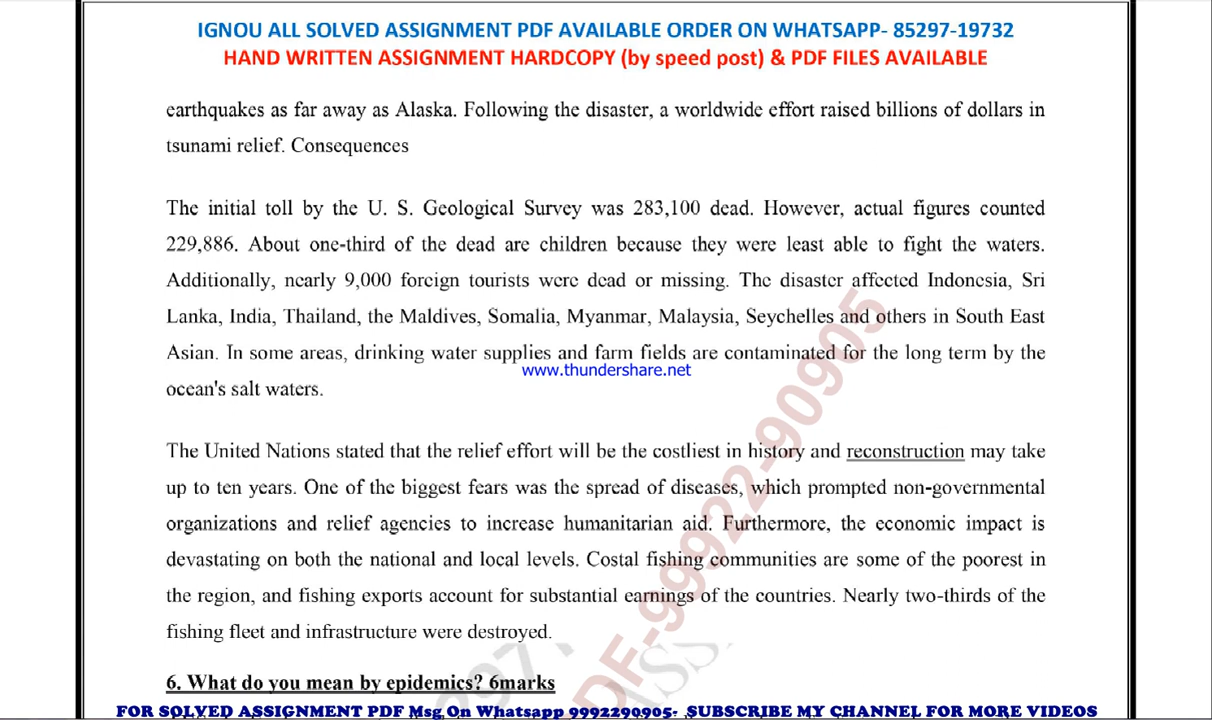 IGNOU ALL SOLVED ASSIGNMENT PDF AVAILABLE ORDER ON WHATSAPP- 85297-19732
HAND WRITTEN ASSIGNMENT HARDCOPY (by speed post) & PDF FILES AVAILABLE
earthquakes as far away as Alaska. Following the disaster, a worldwide effort raised billions of dollars in
tsunami relief. Consequences
The initial toll by the U. S. Geological Survey was 283,100 dead. However, actual figures counted
229,886. About one-third of the dead are children because they were least able to fight the waters.
Additionally, nearly 9,000 foreign tourists were dead or missing. The disaster affected Indonesia, Sri
Lanka, India, Thailand, the Maldives, Somalia, Myanmar, Malaysia, Seychelles and others in South East
Asian. In some areas, drinking water supplies and farm fields are contaminated for the long term by the
www.thundershare.net
ocean's salt waters.
The United Nations stated that the relief effort will be the costliest in history and reconstruction may take
up to ten years. One of the biggest fears was the spread of diseases, which prompted non-governmental
organizations and relief agencies to increase humanitarian aid. Furthermore, the economic impact is
devastating on both the national and local levels. Costal fishing communities are some of the poorest in
the region, and fishing exports account for substantial earnings of the countries. Nearly two-thirds of the
fishing fleet and infrastructure were destroyed.
6. What do you mean by epidemics? 6marks
FOR SOLVED ASSIGNMENT PDF Msg On Whatsapp 9992290905- SUBSCRIBE MY CHANNEL FOR MORE VIDEOS
PDF-99922-90905